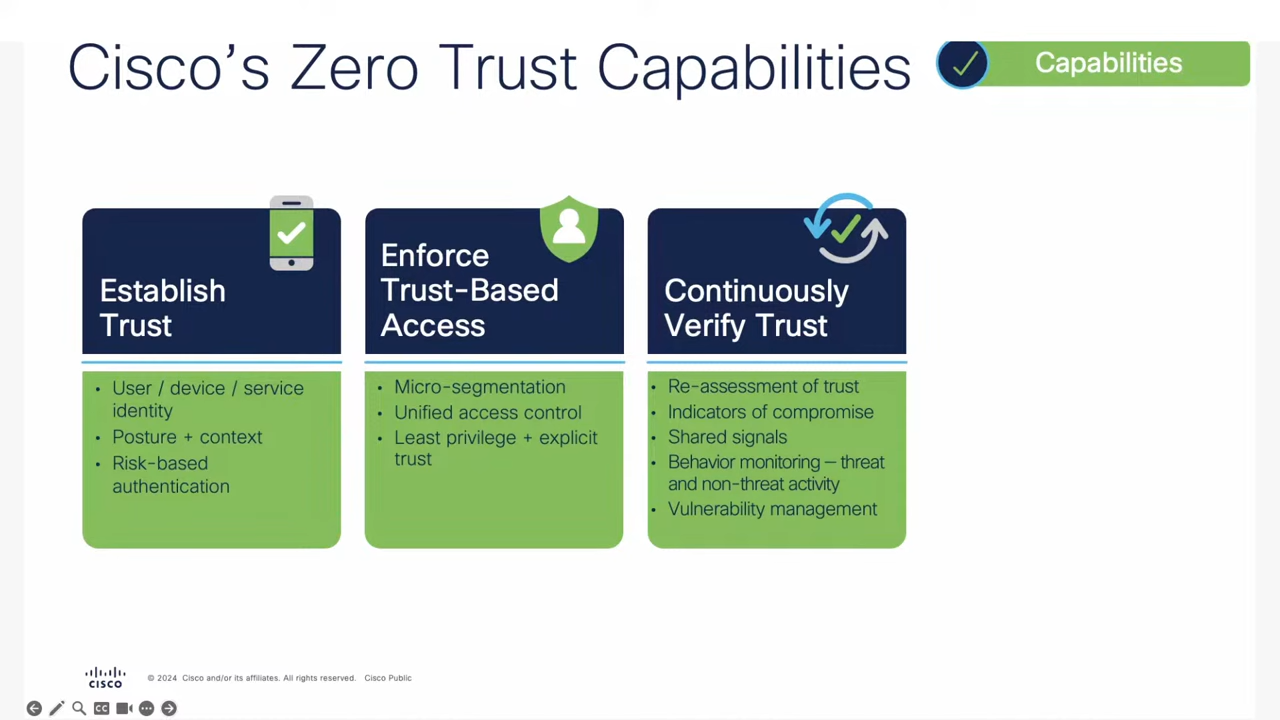 Cisco's Zero Trust Capabilities
Capabilities
Establish
Trust
• User / device / service
identity
• Posture + context
• Risk-based
authentication
Enforce
Trust-Based
Access
• Micro-segmentation
• Unified access control
• Least privilege + explicit
trust
Continuously
Verify Trust
• Re-assessment of trust
• Indicators of compromise
• Shared signals
• Behavior monitoring – threat
and non-threat activity
• Vulnerability management
CISCO
© 2024 Cisco and/or its affiliates. All rights reserved. Cisco Public
CC